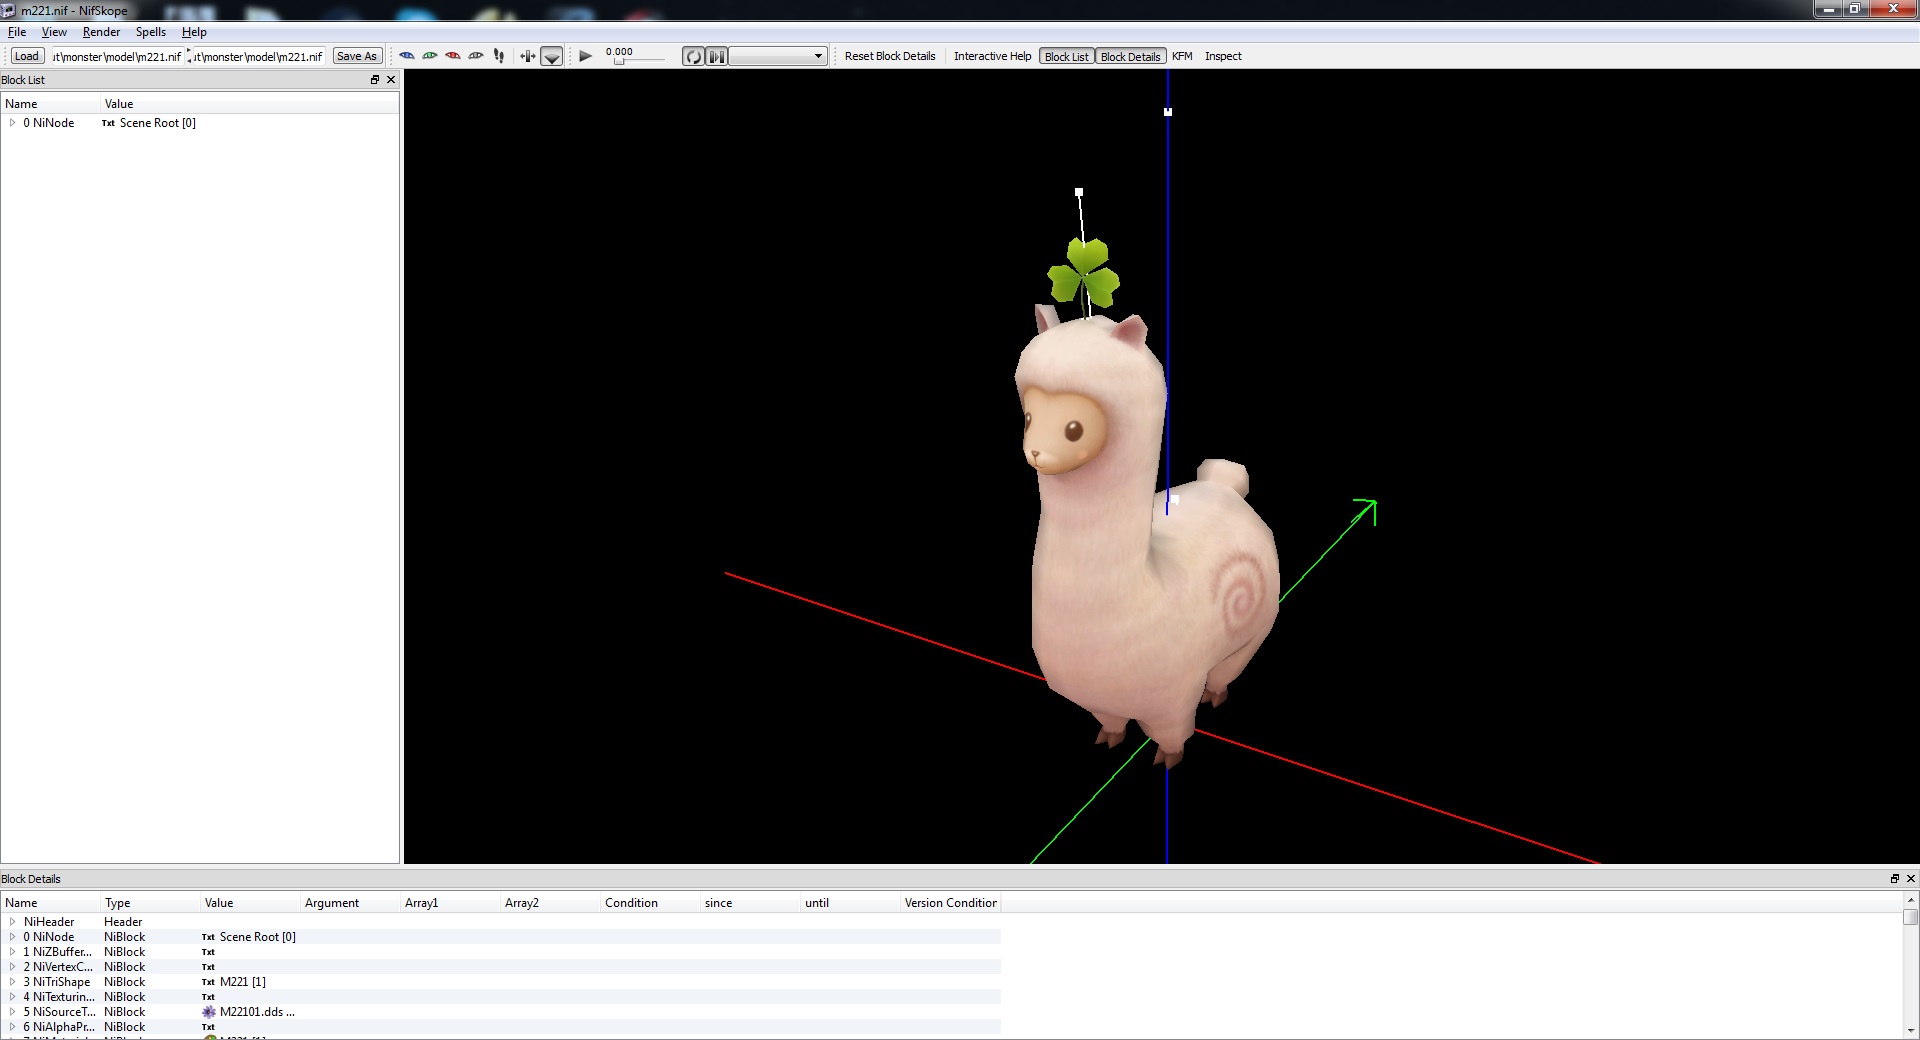 m221.nif - NifSkope
File View Render Spells Help
Load ut\monster\model\m221.nif ut\monster\model\m221.nif Save As 0.000 Reset Block Details Interactive Help Block List Block Details KFM Inspect
Block List
Name Value
0 NiNode Txt Scene Root [0]
Block Details
Name Type Value Argument Array1 Array2 Condition since until Version Condition
NiHeader Header
0 NiNode NiBlock Txt Scene Root [0]
1 NiZBuffer... NiBlock Txt
2 NiVertexC... NiBlock Txt
3 NiTriShape NiBlock Txt M221 [1]
4 NiTexturin... NiBlock Txt
5 NiSourceT... NiBlock M22101.dds ...
6 NiAlphaPr... NiBlock Txt